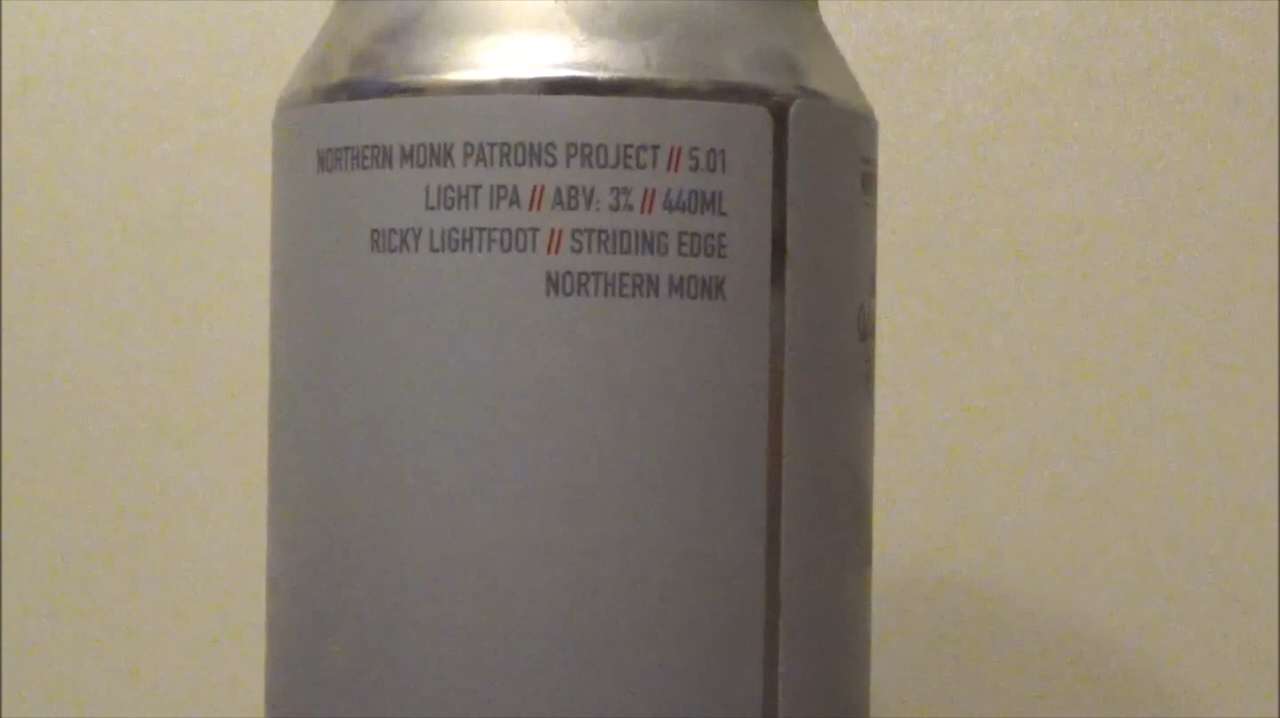 NORTHERN MONK PATRONS PROJECT // 5.01
LIGHT IPA // ABV: 3% // 440ML
RICKY LIGHTFOOT // STRIDING EDGE
NORTHERN MONK